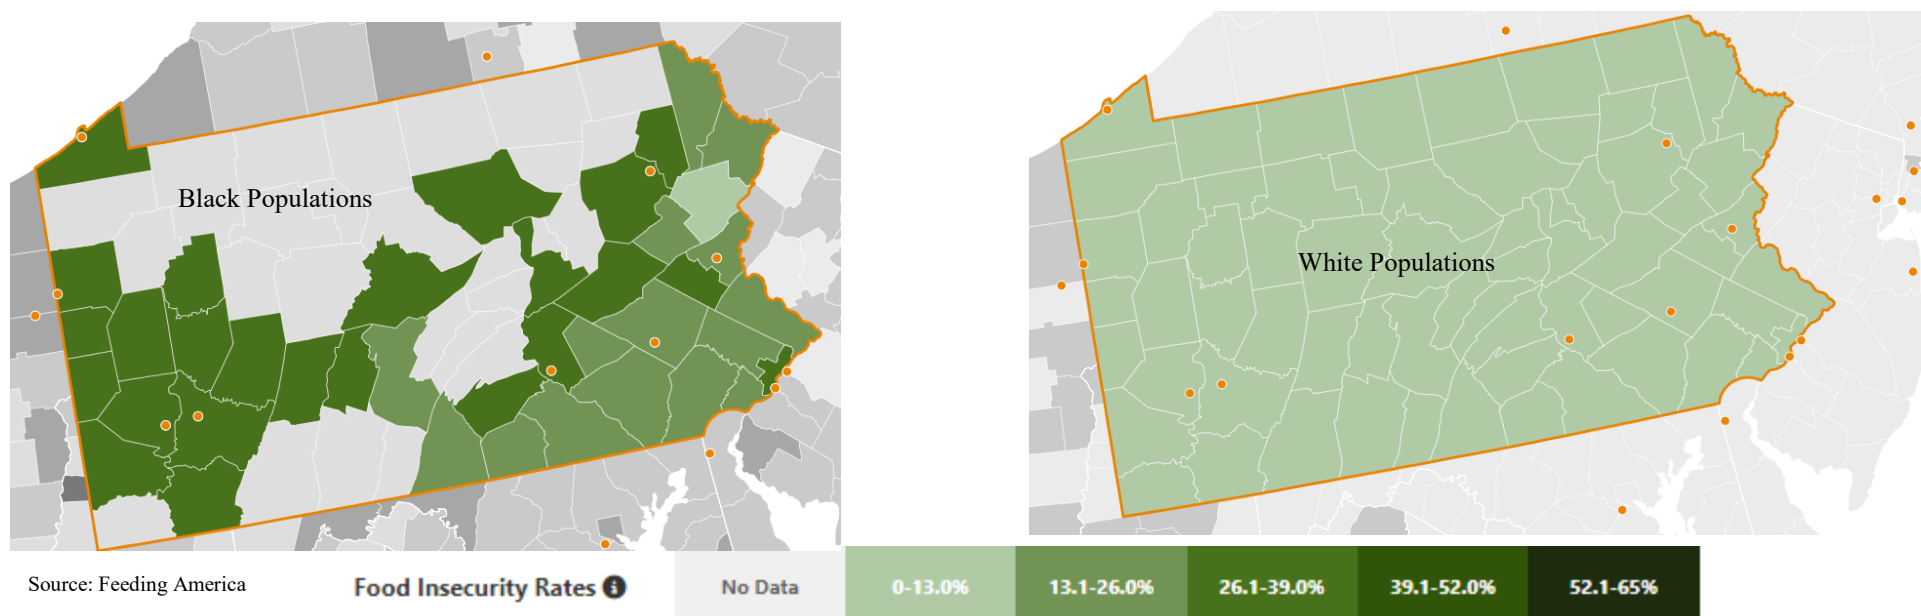 Black Populations
White Populations
Source: Feeding America
Food Insecurity Rates
No Data
0-13.0%
13.1-26.0%
26.1-39.0%
39.1-52.0%
52.1-65%